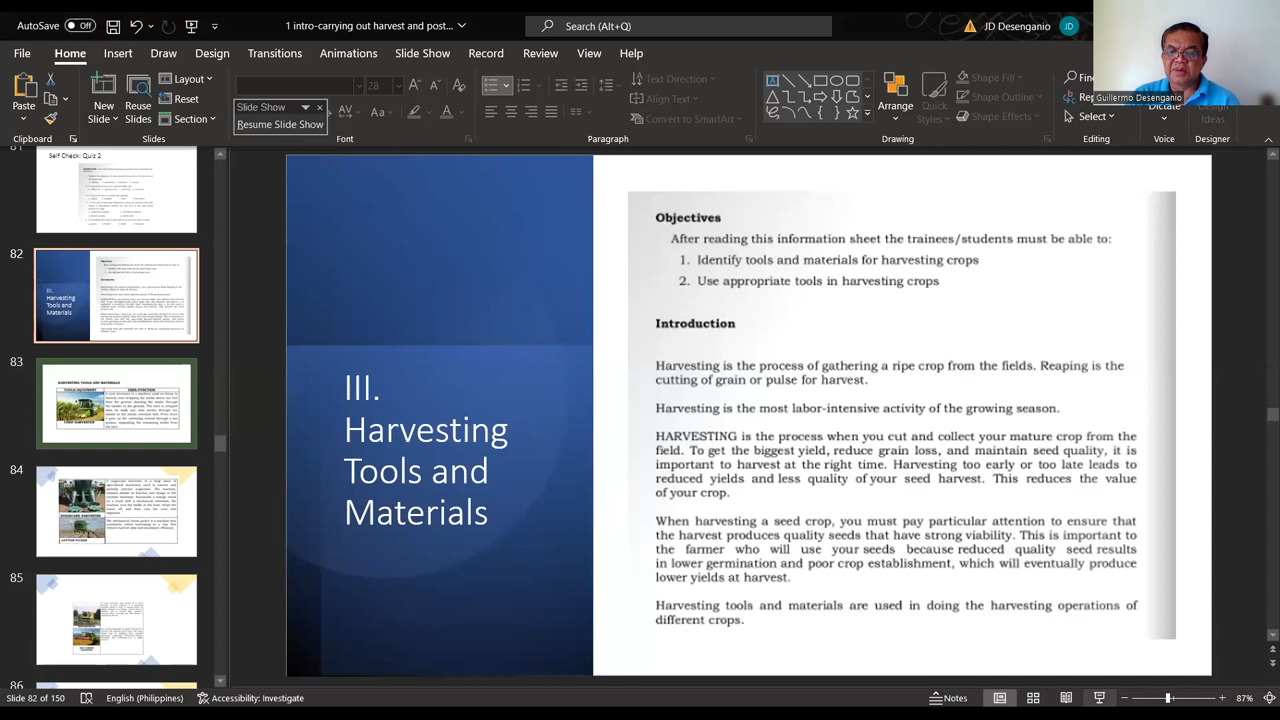 AutoSave
Off
1 intro-carrying out harvest and post...
Search (Alt+Q)
JD Desenganio
JD
File
Home
Insert
Draw
Design
Transitions
Animations
Slide Show
Record
Review
View
Help
Paste
New
Slide
Reuse
Slides
Layout
Reset
Section
28
Slide Show
Resume Slide Show
Text Direction
Align Text
Convert to SmartArt
Arrange
Quick
Styles
Shape Fill
Shape Outline
Shape Effects
Select
Dictate
Design
Ideas
Guillermo Desenganio
Clipboard
Slides
Font
Paragraph
Drawing
Editing
Voice
Designer
Self Check: Quiz 2
82
III.
Harvesting
Tools and
Materials
83
HARVESTING TOOLS AND MATERIALS
84
85
86
III.
Harvesting
Tools and
Materials
Objectives
After reading this information sheet the trainees/students must be able to:
1. Identify tools and materials for harvesting crops
2. Use appropriate tools in harvesting crops
Introduction
Harvesting is the process of gathering a ripe crop from the fields. Reaping is the
cutting of grain or pulse for harvest.
Harvesting is the most labor-intensive activity of the growing season.
HARVESTING is the process when you cut and collect your mature crop from the
field. To get the biggest yield, reduce grain loss, and maintain seed quality, it is
important to harvest at the right time. Harvesting too early or too late leads to
reduced yields and less quality of your seed harvest. This reduces the value
of your crop.
When harvesting a seed crop, you must pay particular attention to ensure that
the harvest produces quality seeds that have strong viability. This is important to
the farmer who will use your seeds because reduced quality seed results
in lower germination and poor crop establishment, which will eventually produce
lower yields at harvest.
Harvesting tools and materials are used in doing the harvesting operations of
different crops.
Slide 82 of 150
English (Philippines)
Accessibility: Investigate
Notes
87%